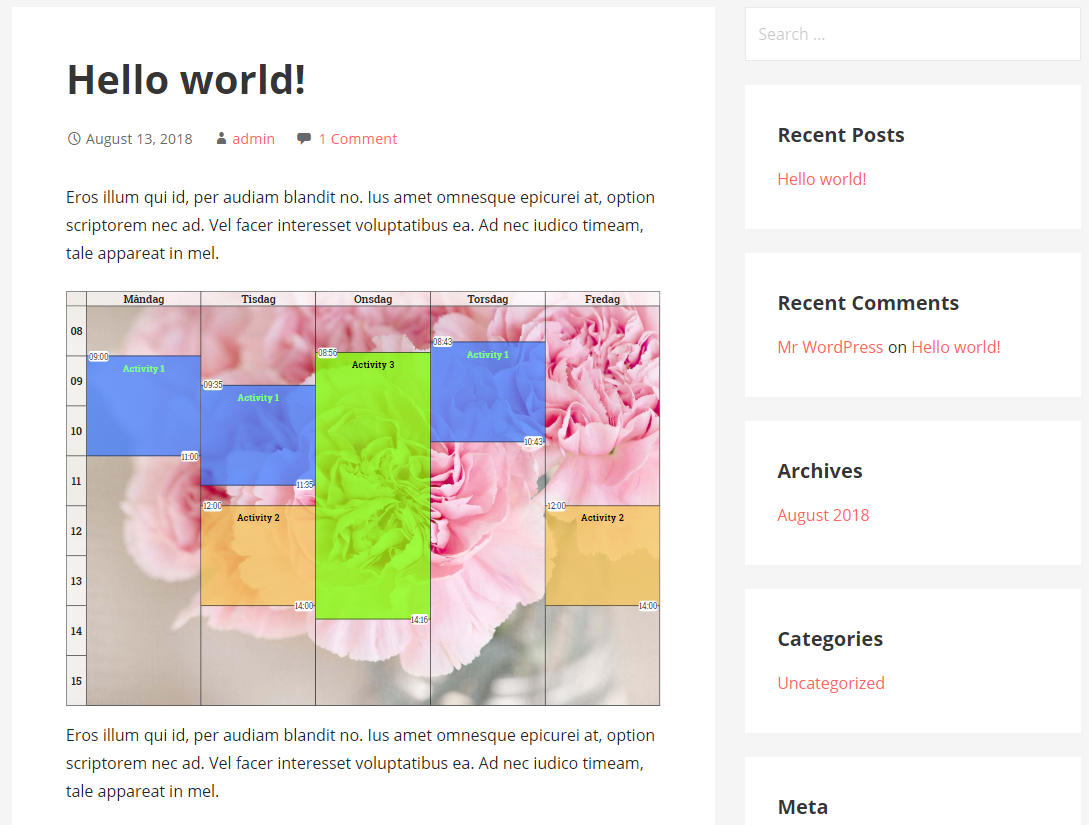 Hello world!
August 13, 2018 admin 1 Comment
Eros illum qui id, per audiam blandit no. Ius amet omnesque epicurei at, option
scriptorem nec ad. Vel facer interesset voluptatibus ea. Ad nec iudico timeam,
tale appareat in mel.
Måndag Tisdag Onsdag Torsdag Fredag
08
09
10
11
12
13
14
15
09:00
Activity 1
11:00
09:35
Activity 1
11:35
12:00
Activity 2
14:00
08:56
Activity 3
14:16
08:43
Activity 1
10:43
12:00
Activity 2
14:00
Eros illum qui id, per audiam blandit no. Ius amet omnesque epicurei at, option
scriptorem nec ad. Vel facer interesset voluptatibus ea. Ad nec iudico timeam,
tale appareat in mel.
Search ...
Recent Posts
Hello world!
Recent Comments
Mr WordPress on Hello world!
Archives
August 2018
Categories
Uncategorized
Meta